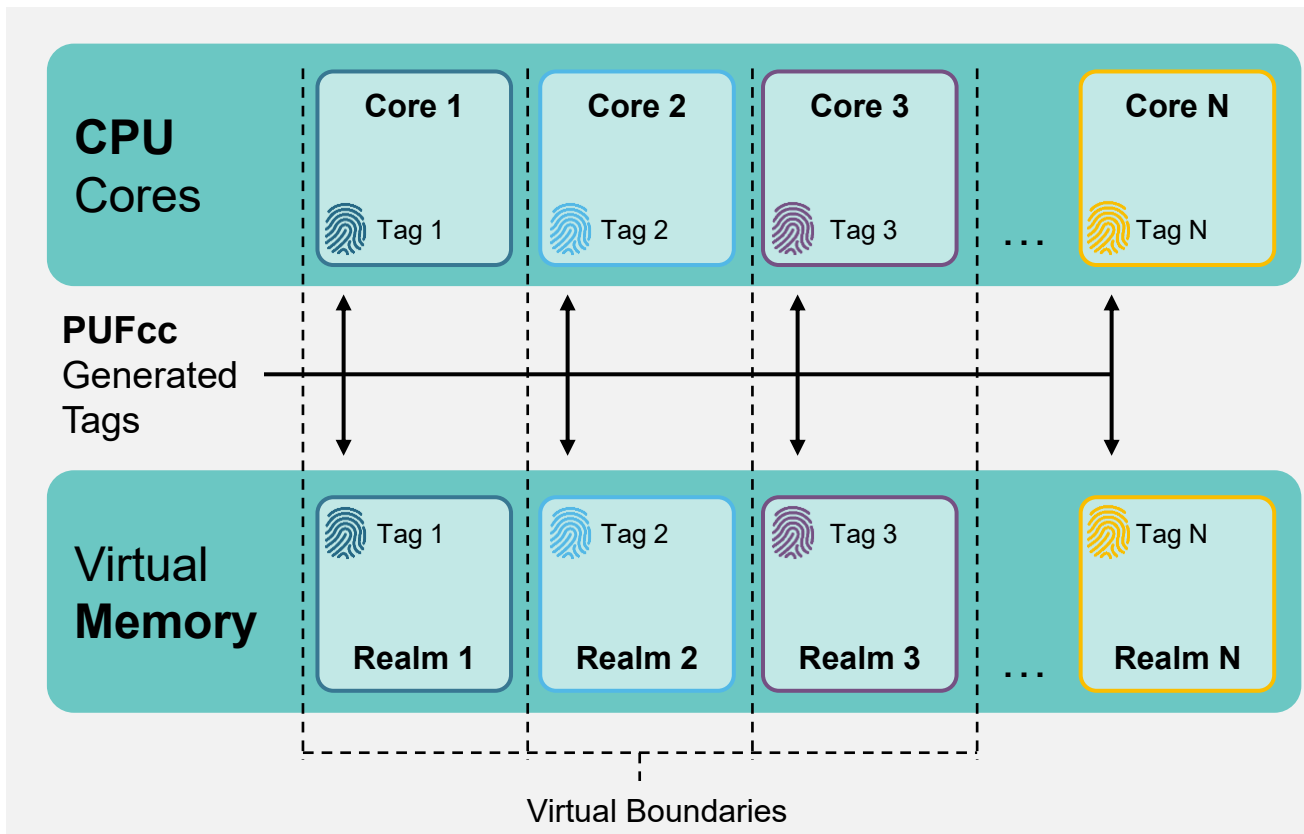 CPU
Cores
Core 1
Core 2
Core 3
Core N
Tag 1
Tag 2
Tag 3
...
Tag N
PUFcc
Generated
Tags
Virtual
Memory
Tag 1
Tag 2
Tag 3
Tag N
Realm 1
Realm 2
Realm 3
...
Realm N
Virtual Boundaries